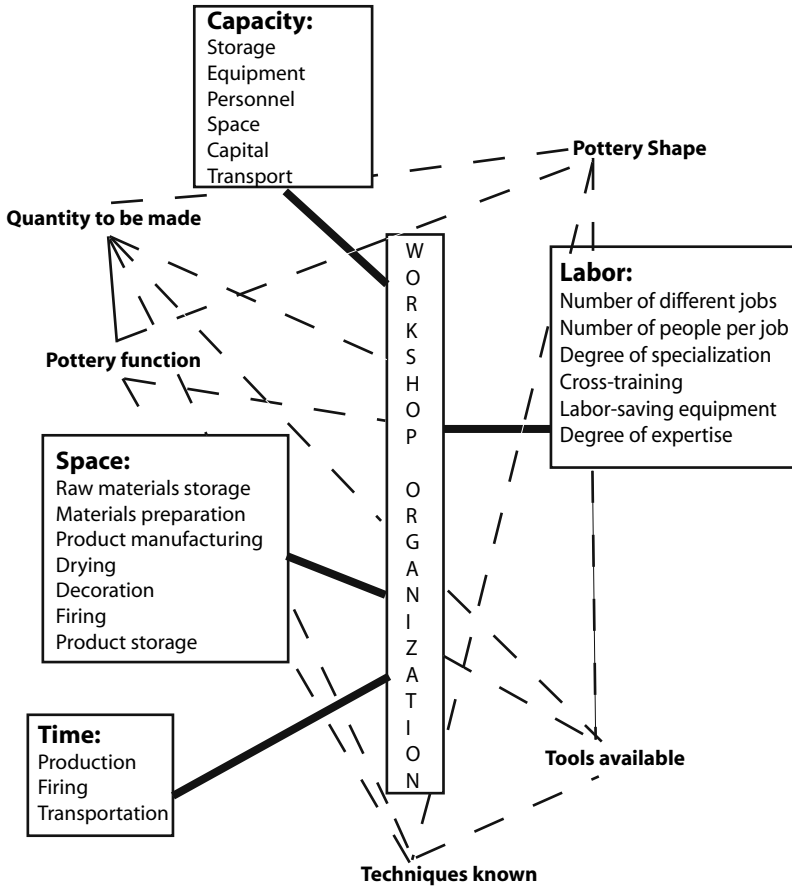 Capacity:
Storage
Equipment
Personnel
Space
Capital
Transport
Pottery Shape
Quantity to be made
WORKSHOP ORGANIZATION
Labor:
Number of different jobs
Number of people per job
Degree of specialization
Cross-training
Labor-saving equipment
Degree of expertise
Pottery function
Space:
Raw materials storage
Materials preparation
Product manufacturing
Drying
Decoration
Firing
Product storage
Time:
Production
Firing
Transportation
Tools available
Techniques known